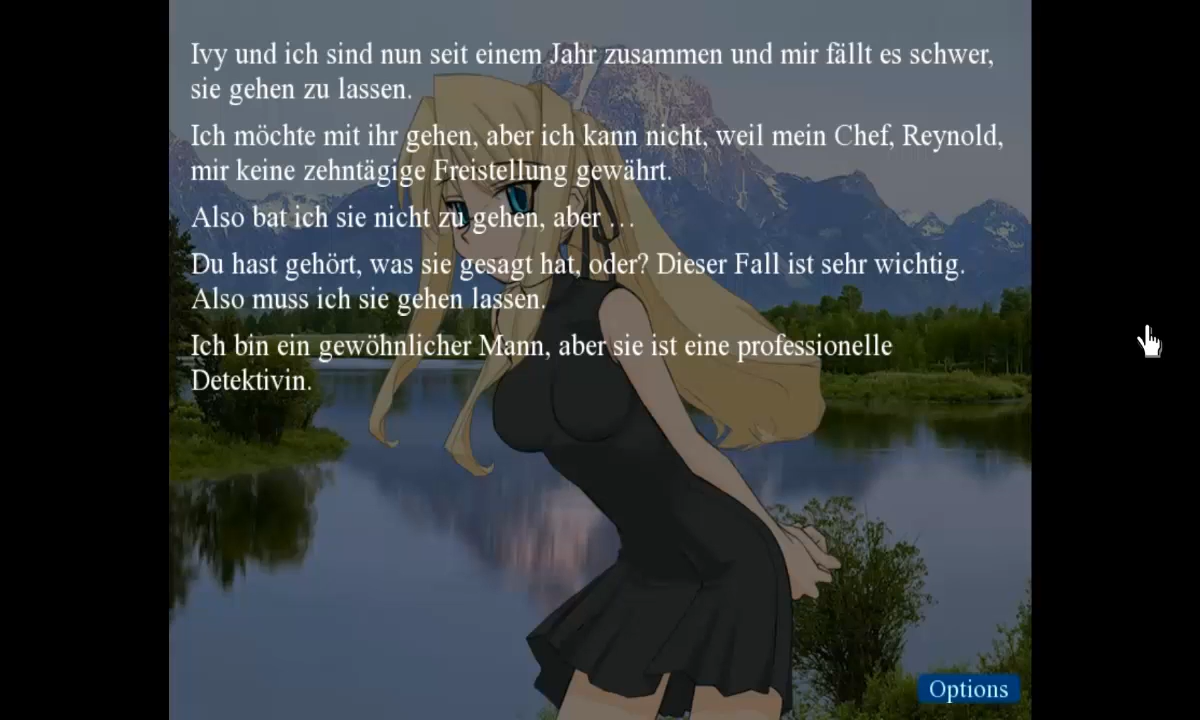 Ivy und ich sind nun seit einem Jahr zusammen und mir fällt es schwer,
sie gehen zu lassen.
Ich möchte mit ihr gehen, aber ich kann nicht, weil mein Chef, Reynold,
mir keine zehntägige Freistellung gewährt.
Also bat ich sie nicht zu gehen, aber …
Du hast gehört, was sie gesagt hat, oder? Dieser Fall ist sehr wichtig.
Also muss ich sie gehen lassen.
Ich bin ein gewöhnlicher Mann, aber sie ist eine professionelle
Detektivin.
Options